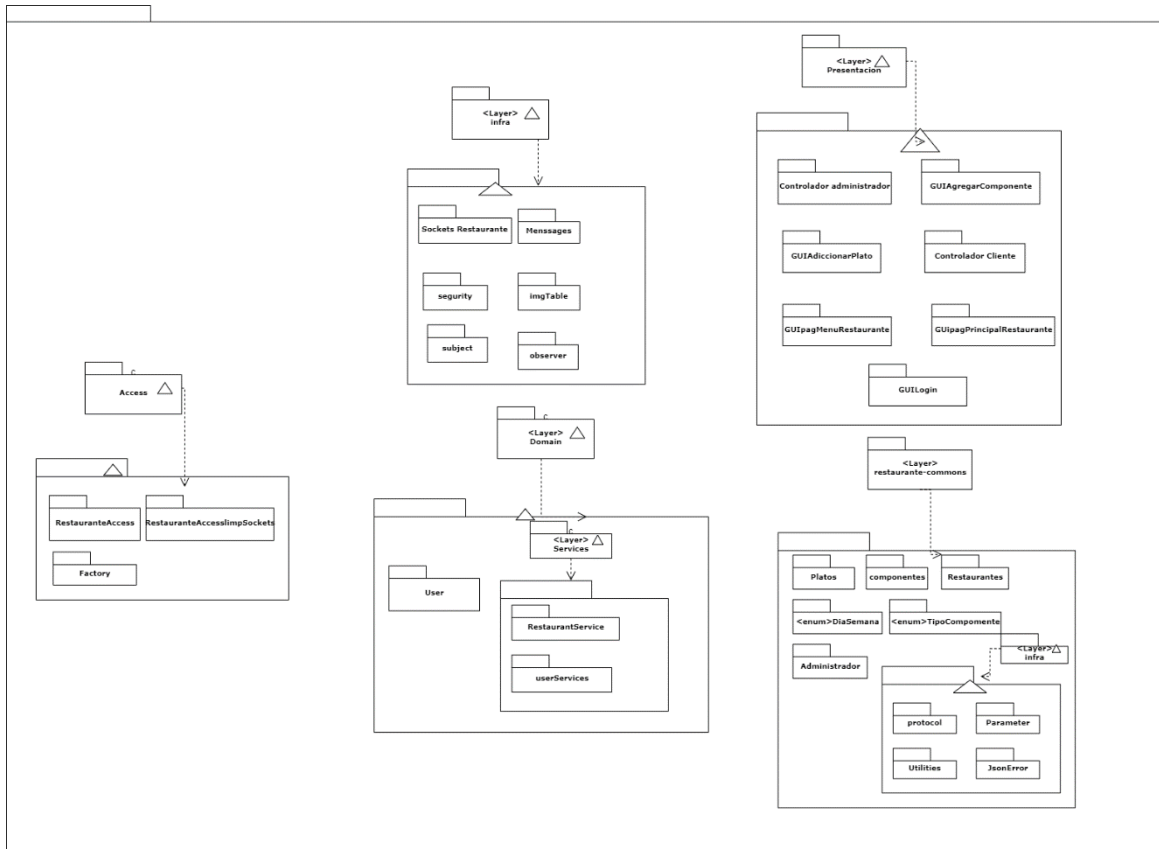 <Layer>
Presentacion
<Layer>
infra
Controlador administrador
GUIAgregarComponente
GUIAdiccionarPlato
Controlador Cliente
GUIpagMenuRestaurante
GUipagPrincipalRestaurante
GUILogin
Sockets Restaurante
Menssages
segurity
imgTable
subject
observer
c
Access
RestauranteAccess
RestauranteAccessIimpSockets
Factory
c
<Layer>
Domain
c
<Layer>
Services
User
RestaurantService
userServices
<Layer>
restaurante-commons
Platos
componentes
Restaurantes
<enum>DiaSemana
<enum>TipoCompomente
Administrador
<Layer>
infra
protocol
Parameter
Utilities
JsonError